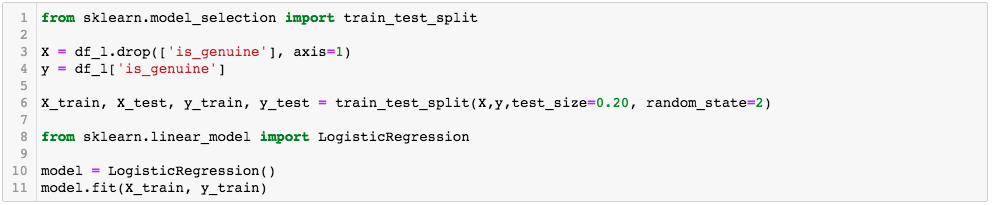 1 from sklearn.model_selection import train_test_split
2
3 X = df_l.drop(['is_genuine'], axis=1)
4 y = df_l['is_genuine']
5
6 X_train, X_test, y_train, y_test = train_test_split(X,y,test_size=0.20, random_state=2)
7
8 from sklearn.linear_model import LogisticRegression
9
10 model = LogisticRegression()
11 model.fit(X_train, y_train)